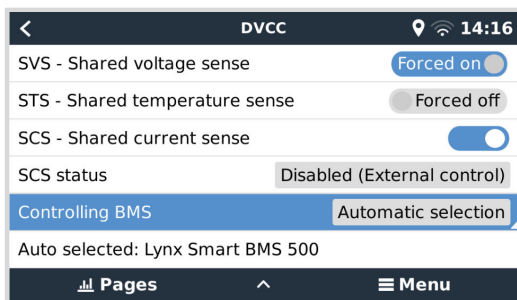 DVCC 14:16
SVS - Shared voltage sense Forced on
STS - Shared temperature sense Forced off
SCS - Shared current sense
SCS status Disabled (External control)
Controlling BMS Automatic selection
Auto selected: Lynx Smart BMS 500
Pages Menu